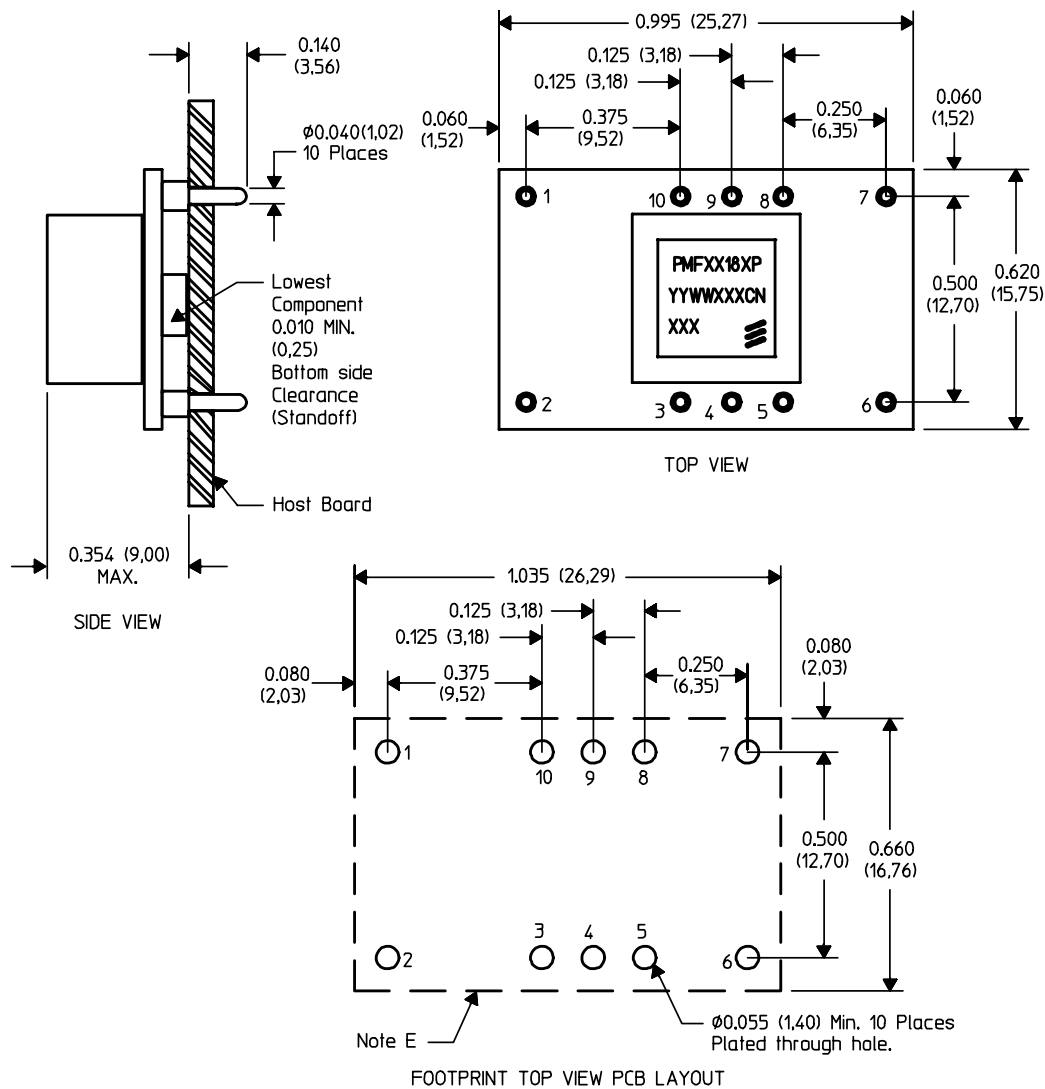 0.140
(3,56)
ø0.040(1,02)
10 Places
Lowest
Component
0.010 MIN.
(0,25)
Bottom side
Clearance
(Standoff)
Host Board
0.354 (9,00)
MAX.
SIDE VIEW
0.995 (25,27)
0.125 (3,18)
0.125 (3,18)
0.060
(1,52)
0.375
(9,52)
0.250
(6,35)
0.060
(1,52)
1
10
9
8
7
PMFXX18XP
YYWWXXXCN
XXX
0.500
(12,70)
0.620
(15,75)
2
3
4
5
6
TOP VIEW
1.035 (26,29)
0.125 (3,18)
0.125 (3,18)
0.080
(2,03)
0.375
(9,52)
0.250
(6,35)
0.080
(2,03)
1
10
9
8
7
0.500
(12,70)
0.660
(16,76)
2
3
4
5
6
Note E
ø0.055 (1,40) Min. 10 Places
Plated through hole.
FOOTPRINT TOP VIEW PCB LAYOUT